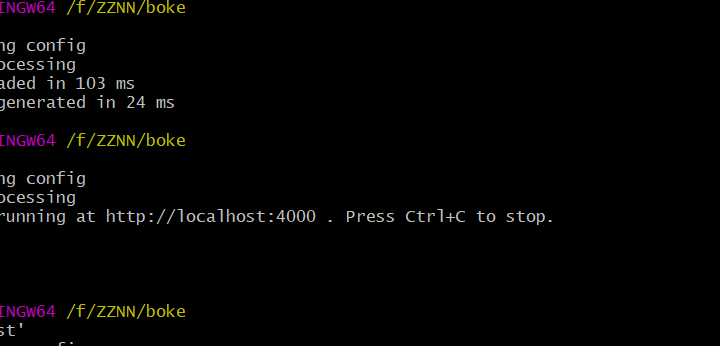 INGW64 /f/ZZNN/boke
ng config
ocessing
aded in 103 ms
generated in 24 ms
INGW64 /f/ZZNN/boke
ng config
ocessing
running at http://localhost:4000 . Press Ctrl+C to stop.
INGW64 /f/ZZNN/boke
st'